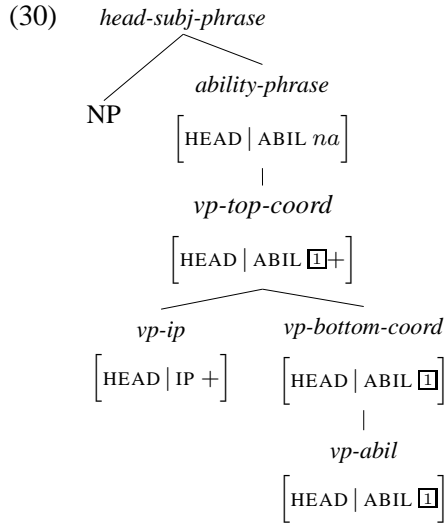 (30) head-subj-phrase
ability-phrase
NP
[HEAD | ABIL na]
vp-top-coord
[HEAD | ABIL 1+]
vp-ip vp-bottom-coord
[HEAD | IP +] [HEAD | ABIL 1]
vp-abil
[HEAD | ABIL 1]